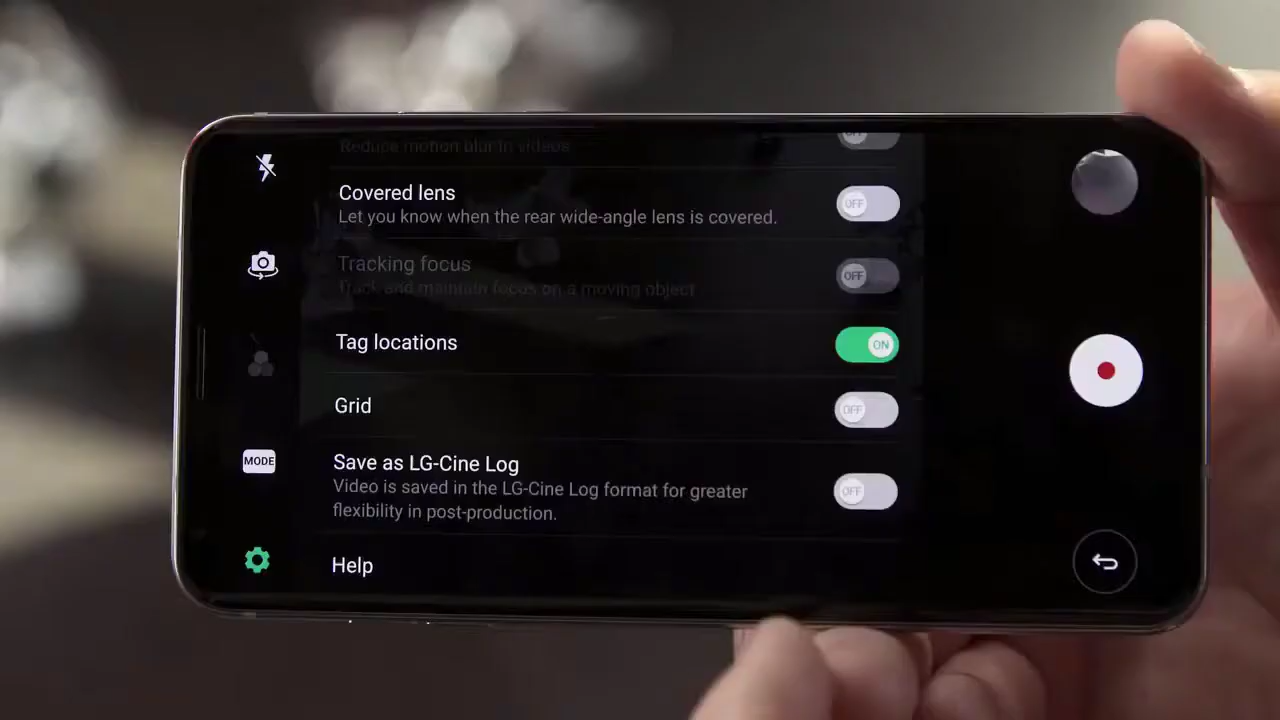 OFF
Reduce motion blur in videos
Covered lens
OFF
Let you know when the rear wide-angle lens is covered.
Tracking focus
OFF
Track and maintain focus on a moving object
Tag locations
ON
Grid
OFF
MODE
Save as LG-Cine Log
Video is saved in the LG-Cine Log format for greater
OFF
flexibility in post-production.
Help